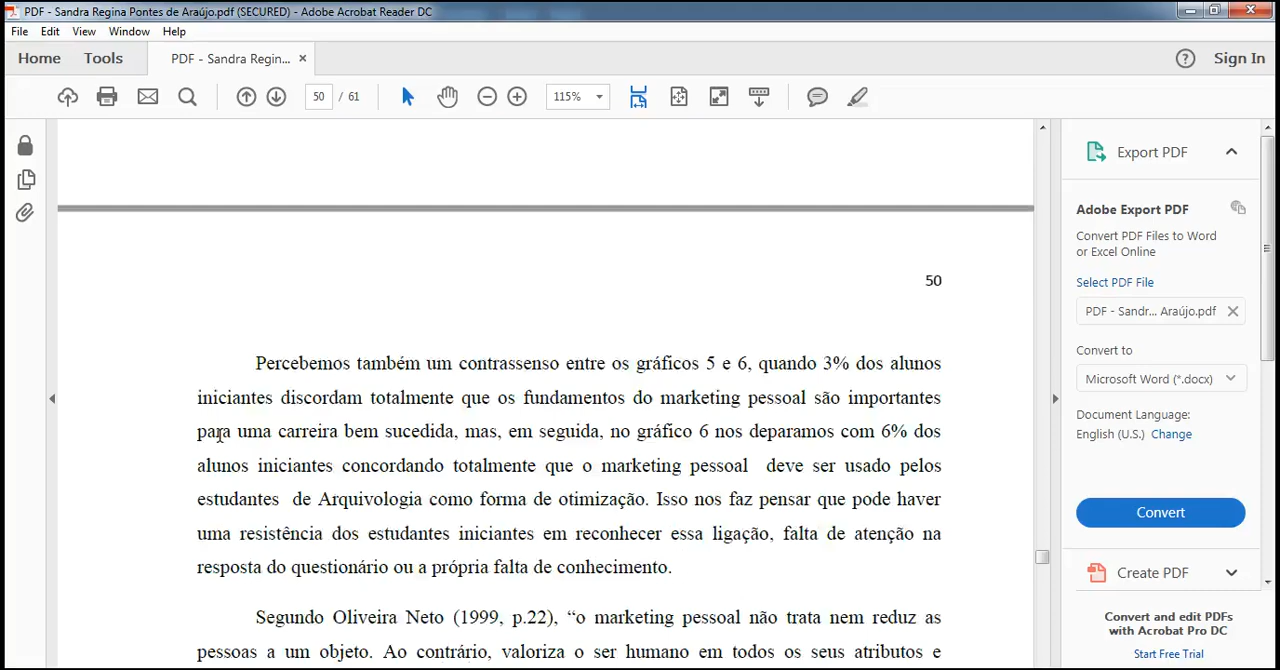 PDF - Sandra Regina Pontes de Araújo.pdf (SECURED) - Adobe Acrobat Reader DC
File Edit View Window Help
Home Tools PDF - Sandra Regin... × Sign In
50 / 61 115%
Export PDF
Adobe Export PDF
Convert PDF Files to Word
or Excel Online
Select PDF File
PDF - Sandr... Araújo.pdf
Convert to
Microsoft Word (*.docx)
Document Language:
English (U.S.) Change
Convert
Create PDF
Convert and edit PDFs
with Acrobat Pro DC
Start Free Trial
50
Percebemos também um contrassenso entre os gráficos 5 e 6, quando 3% dos alunos
iniciantes discordam totalmente que os fundamentos do marketing pessoal são importantes
para uma carreira bem sucedida, mas, em seguida, no gráfico 6 nos deparamos com 6% dos
alunos iniciantes concordando totalmente que o marketing pessoal deve ser usado pelos
estudantes de Arquivologia como forma de otimização. Isso nos faz pensar que pode haver
uma resistência dos estudantes iniciantes em reconhecer essa ligação, falta de atenção na
resposta do questionário ou a própria falta de conhecimento.
Segundo Oliveira Neto (1999, p.22), “o marketing pessoal não trata nem reduz as
pessoas a um objeto. Ao contrário, valoriza o ser humano em todos os seus atributos e